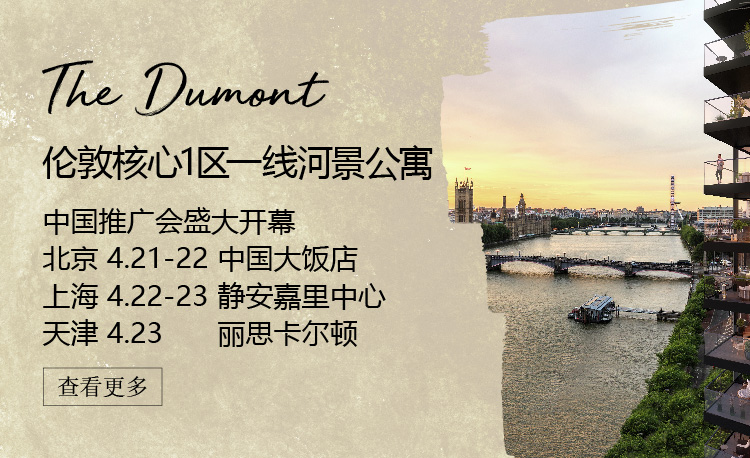 The Dumont
伦敦核心1区一线河景公寓
中国推广会盛大开幕
北京 4.21-22 中国大饭店
上海 4.22-23 静安嘉里中心
天津 4.23 丽思卡尔顿
查看更多